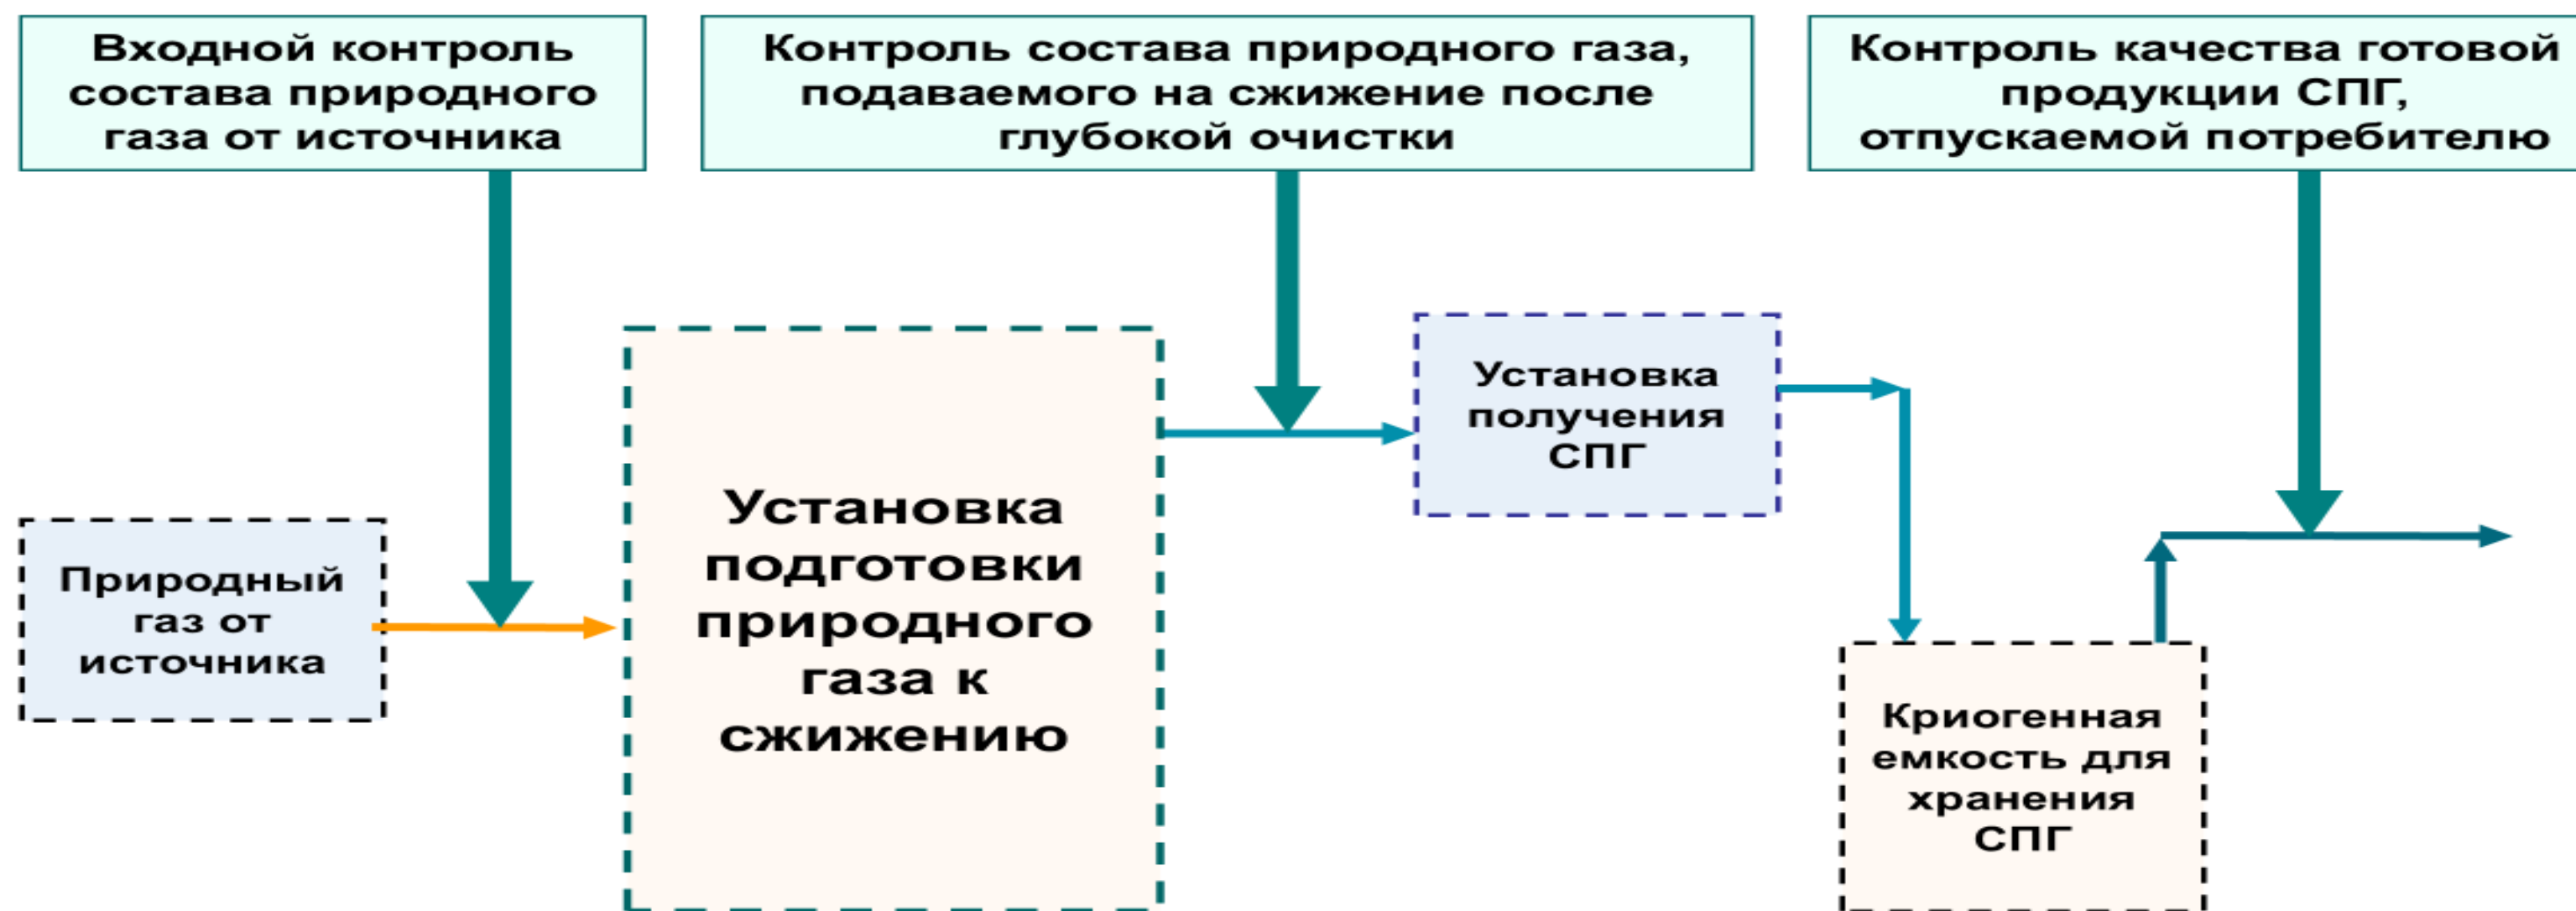 Входной контроль
состава природного
газа от источника
Контроль состава природного газа,
подаваемого на сжижение после
глубокой очистки
Контроль качества готовой
продукции СПГ,
отпускаемой потребителю
Природный
газ от
источника
Установка
подготовки
природного
газа к
сжижению
Установка
получения
СПГ
Криогенная
емкость для
хранения
СПГ